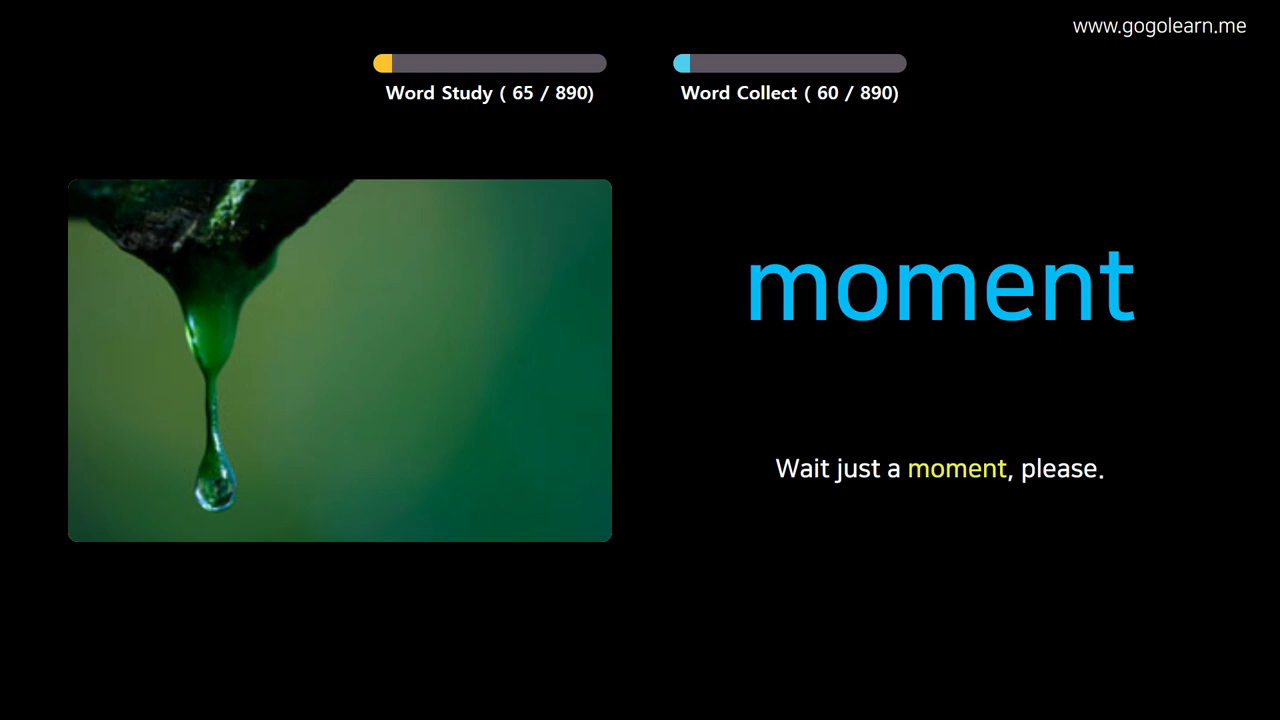 www.gogolearn.me
Word Study ( 65 / 890)
Word Collect ( 60 / 890)
moment
Wait just a moment, please.